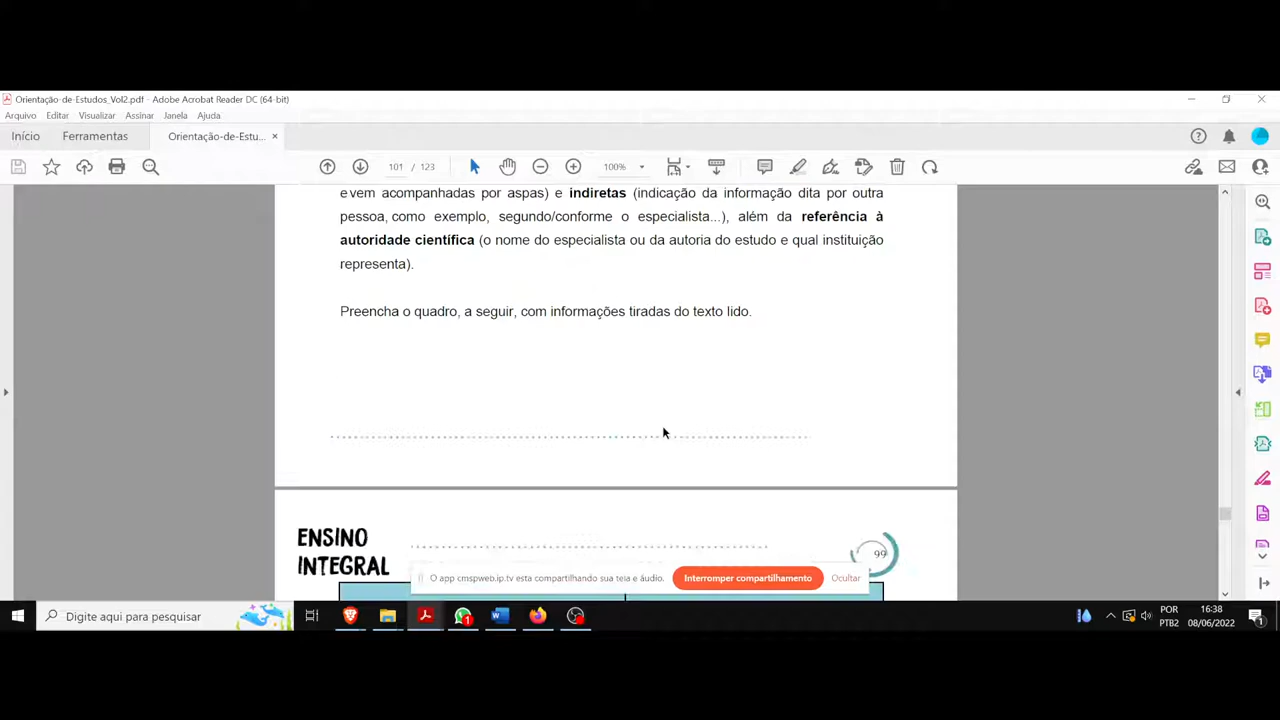 Orientação-de-Estudos_Vol2.pdf - Adobe Acrobat Reader DC (64-bit)
Arquivo Editar Visualizar Assinar Janela Ajuda
Início Ferramentas Orientação-de-Estu... ×
101 / 123 100%
evem acompanhadas por aspas) e indiretas (indicação da informação dita por outra
pessoa, como exemplo, segundo/conforme o especialista...), além da referência à
autoridade científica (o nome do especialista ou da autoria do estudo e qual instituição
representa).
Preencha o quadro, a seguir, com informações tiradas do texto lido.
ENSINO
INTEGRAL
99
O app cmspweb.ip.tv esta compartilhando sua tela e áudio. Interromper compartilhamento Ocultar
Digite aqui para pesquisar
1
POR
PTB2
16:38
08/06/2022
1